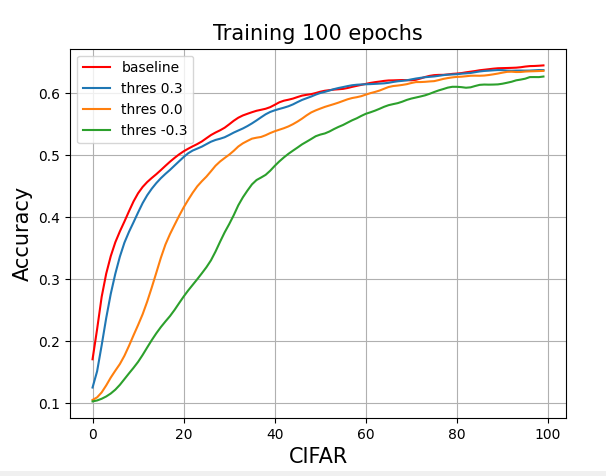 Training 100 epochs
baseline
thres 0.3
thres 0.0
thres -0.3
Accuracy
0.6
0.5
0.4
0.3
0.2
0.1
0 20 40 60 80 100
CIFAR